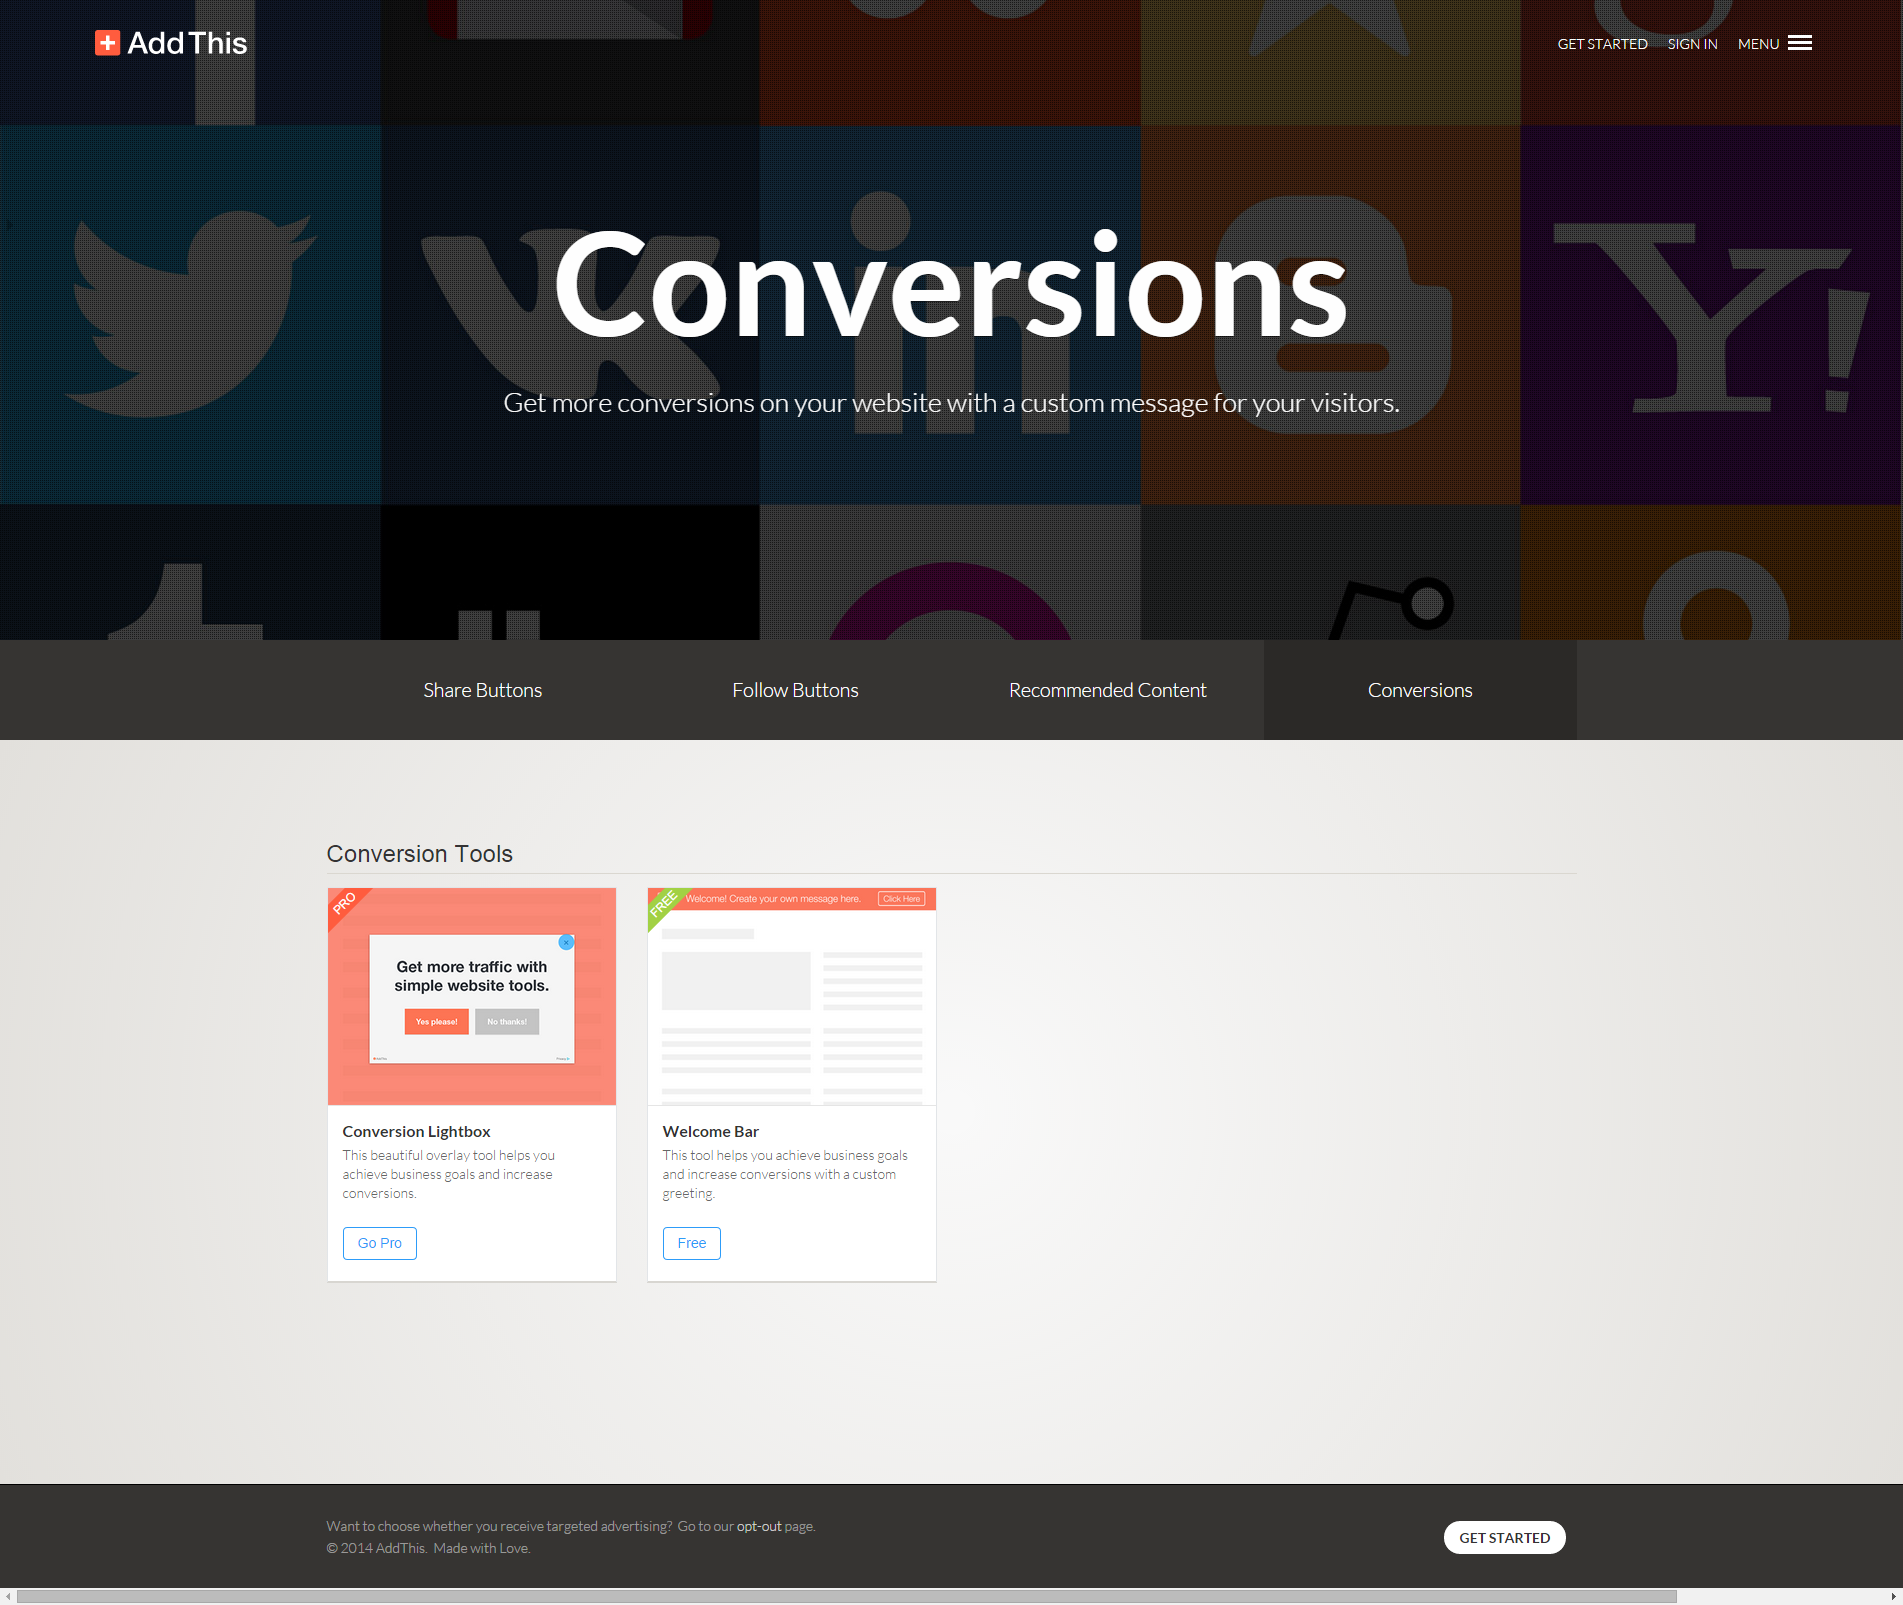 AddThis
GET STARTED SIGN IN MENU
Conversions
Get more conversions on your website with a custom message for your visitors.
Share Buttons Follow Buttons Recommended Content Conversions
Conversion Tools
PRO
Get more traffic with
simple website tools.
Yes please! No thanks!
Conversion Lightbox
This beautiful overlay tool helps you
achieve business goals and increase
conversions.
Go Pro
FREE
Welcome! Create your own message here. Click Here
Welcome Bar
This tool helps you achieve business goals
and increase conversions with a custom
greeting.
Free
Want to choose whether you receive targeted advertising? Go to our opt-out page.
© 2014 AddThis. Made with Love.
GET STARTED